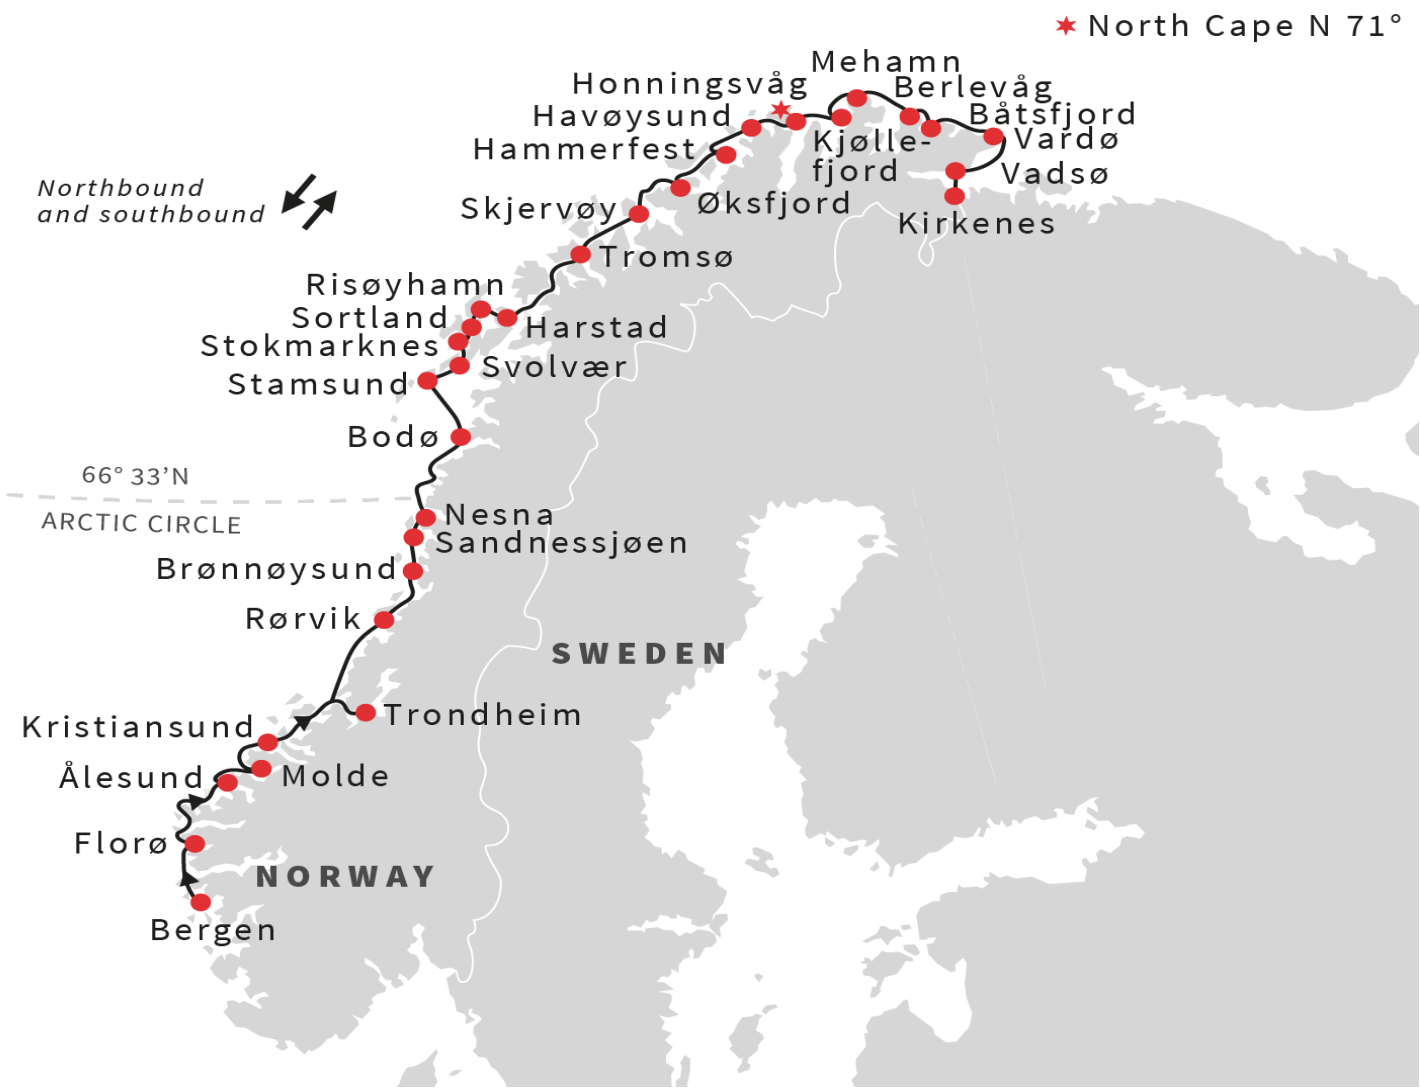 North Cape N 71°
Mehamn
Honningsvåg
Berlevåg
Havøysund
Båtsfjord
Hammerfest
Kjølle-
fjord
Vardø
Vadsø
Northbound
and southbound
Skjervøy
Øksfjord
Kirkenes
Tromsø
Risøyhamn
Sortland
Harstad
Stokmarknes
Svolvær
Stamsund
Bodø
66° 33’N
ARCTIC CIRCLE
Nesna
Sandnessjøen
Brønnøysund
Rørvik
SWEDEN
Trondheim
Kristiansund
Ålesund
Molde
Florø
NORWAY
Bergen